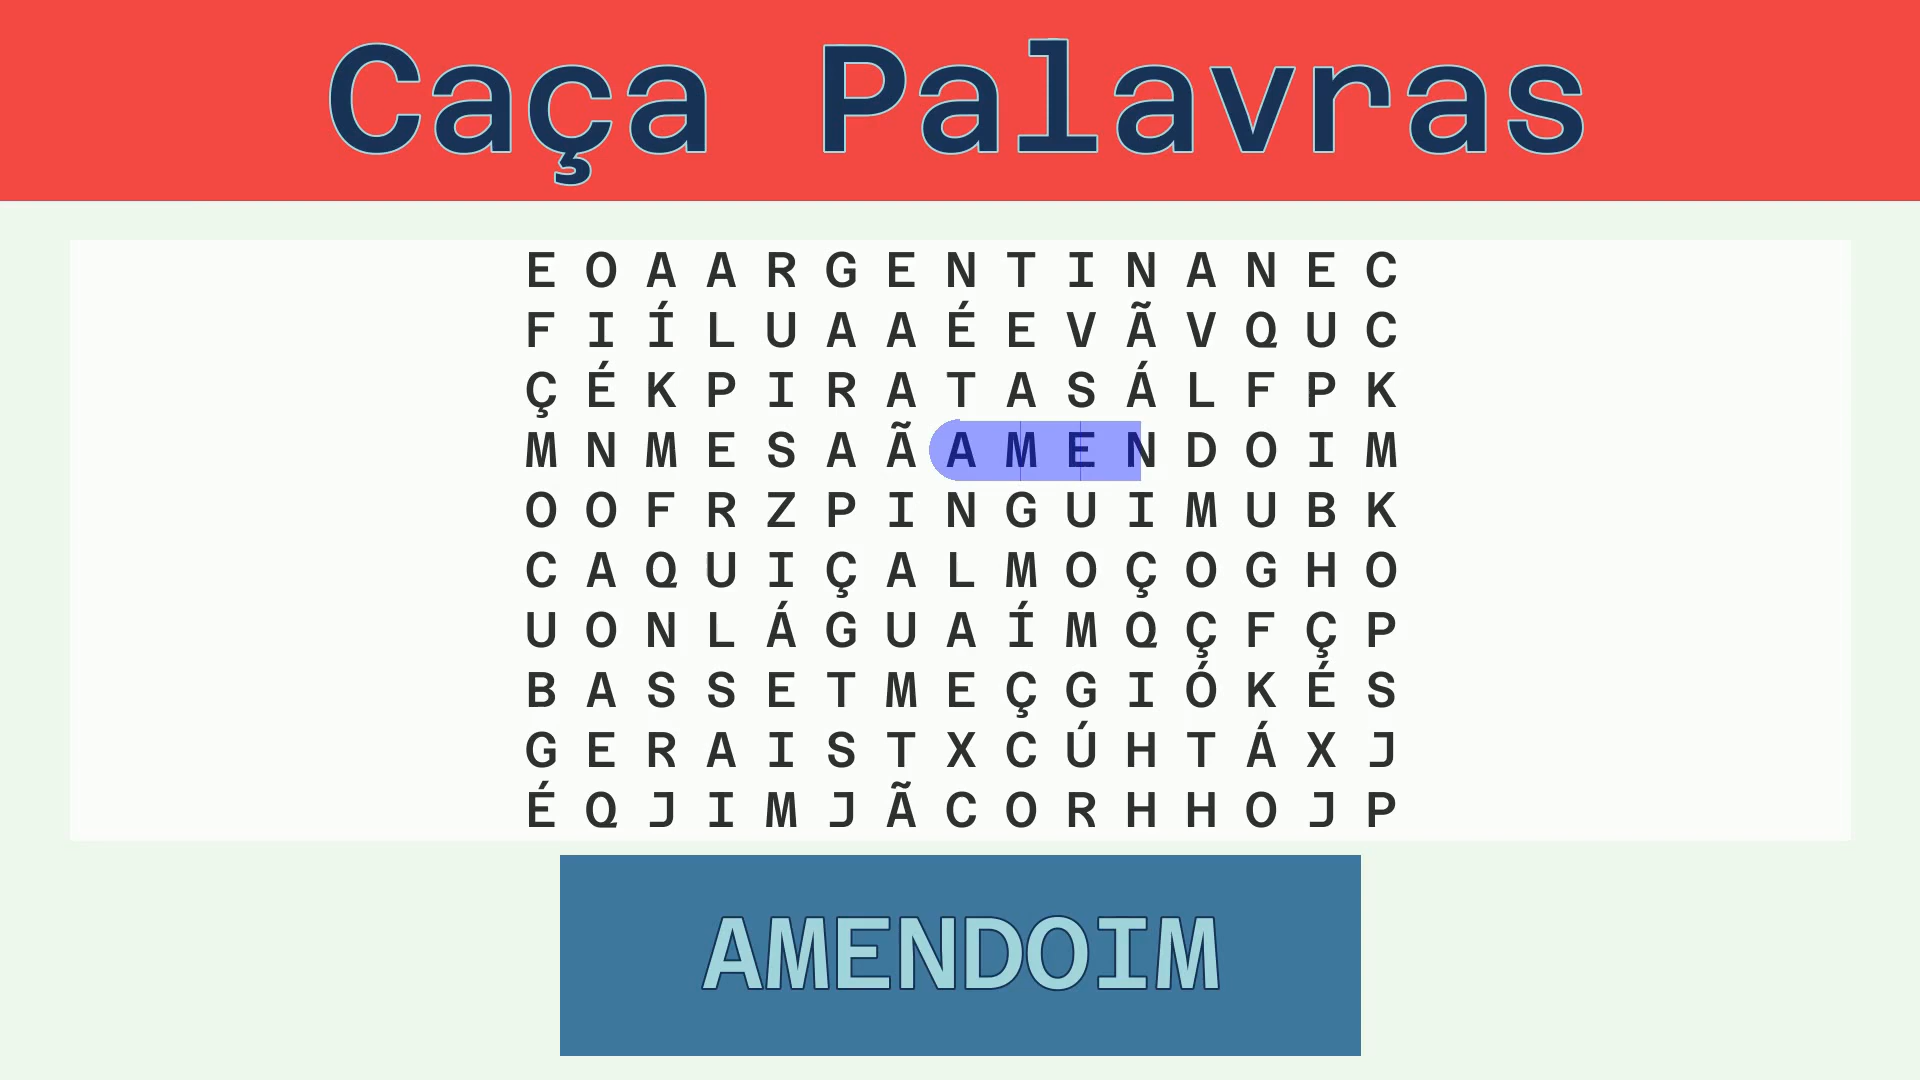 Caça Palavras
E O A A R G E N T I N A N E C
F I Í L U A A É E V Ã V Q U C
Ç É K P I R A T A S Á L F P K
M N M E S A Ã A M E N D O I M
O O F R Z P I N G U I M U B K
C A Q U I Ç A L M O Ç O G H O
U O N L Á G U A Í M Q Ç F Ç P
B A S S E T M E Ç G I Ó K É S
G E R A I S T X C Ú H T Á X J
É Q J I M J Ã C O R H H O J P
AMENDOIM